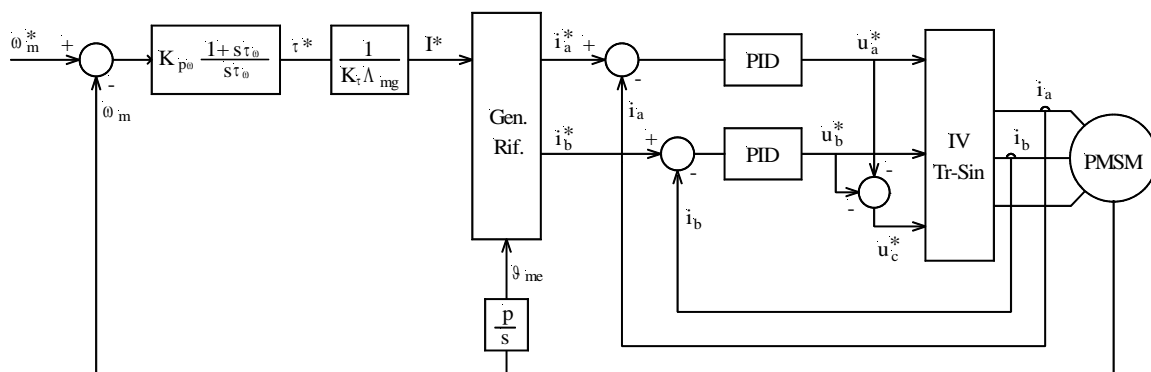 ω*m
+
-
ωm
Kpω (1+sτω)/(sτω)
τ*
1/(KτΛmg)
I*
Gen.
Rif.
i*a
+
-
ia
PID
u*a
i*b
+
-
ib
PID
u*b
-
-
u*c
IV
Tr-Sin
ia
ib
PMSM
ϑme
p/s